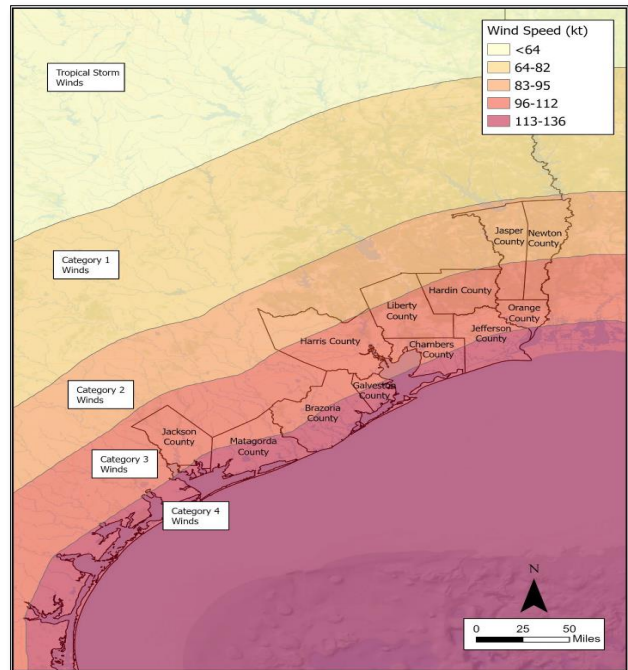 Wind Speed (kt)
<64
64-82
83-95
96-112
113-136
Tropical Storm
Winds
Category 1
Winds
Category 2
Winds
Category 3
Winds
Category 4
Winds
Jasper
County
Newton
County
Hardin County
Liberty
County
Orange
County
Jefferson
County
Harris County
Chambers
County
Galveston
County
Brazoria
County
Jackson
County
Matagorda
County
N
0 25 50
Miles